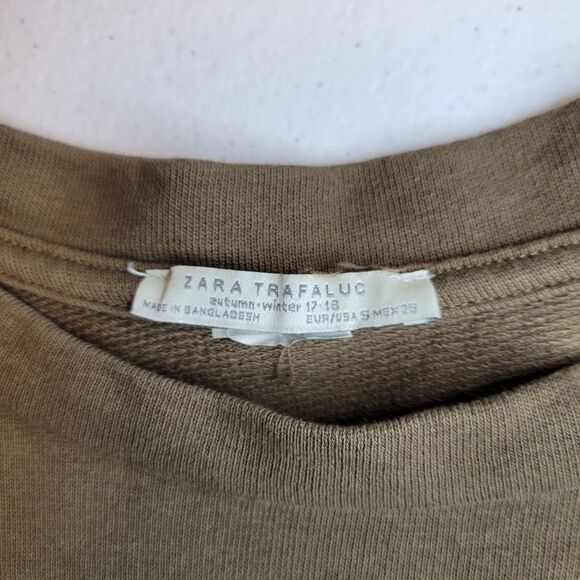 ZARA TRAFALUC
autumn·winter 17·18
MADE IN BANGLADESH EUR/USA S MEX 26